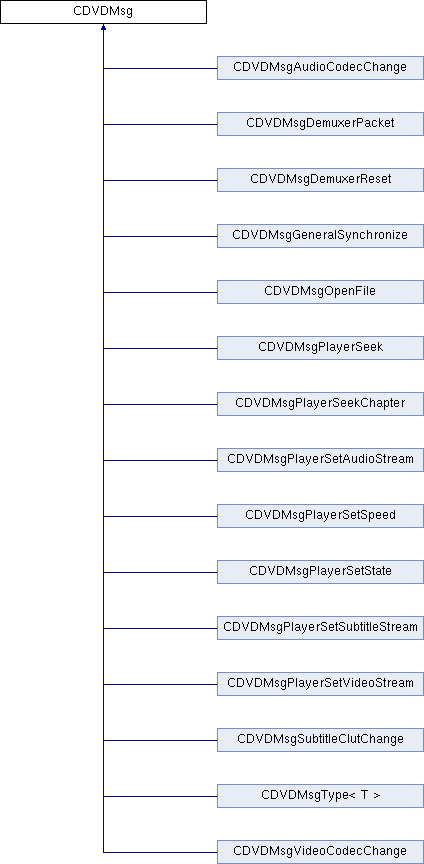 CDVDMsg
CDVDMsgAudioCodecChange
CDVDMsgDemuxerPacket
CDVDMsgDemuxerReset
CDVDMsgGeneralSynchronize
CDVDMsgOpenFile
CDVDMsgPlayerSeek
CDVDMsgPlayerSeekChapter
CDVDMsgPlayerSetAudioStream
CDVDMsgPlayerSetSpeed
CDVDMsgPlayerSetState
CDVDMsgPlayerSetSubtitleStream
CDVDMsgPlayerSetVideoStream
CDVDMsgSubtitleClutChange
CDVDMsgType< T >
CDVDMsgVideoCodecChange